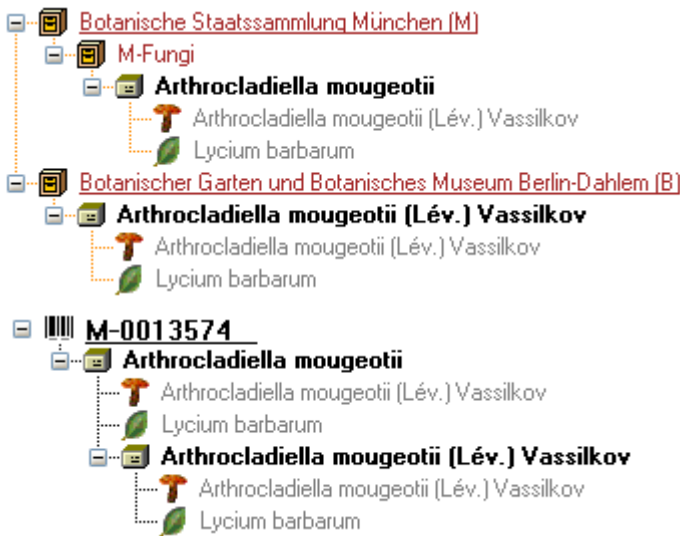 Botanische Staatssammlung München (M)
M-Fungi
Arthrocladiella mougeotii
Arthrocladiella mougeotii (Lév.) Vassilkov
Lycium barbarum
Botanischer Garten und Botanisches Museum Berlin-Dahlem (B)
Arthrocladiella mougeotii (Lév.) Vassilkov
Arthrocladiella mougeotii (Lév.) Vassilkov
Lycium barbarum
M-0013574
Arthrocladiella mougeotii
Arthrocladiella mougeotii (Lév.) Vassilkov
Lycium barbarum
Arthrocladiella mougeotii (Lév.) Vassilkov
Arthrocladiella mougeotii (Lév.) Vassilkov
Lycium barbarum